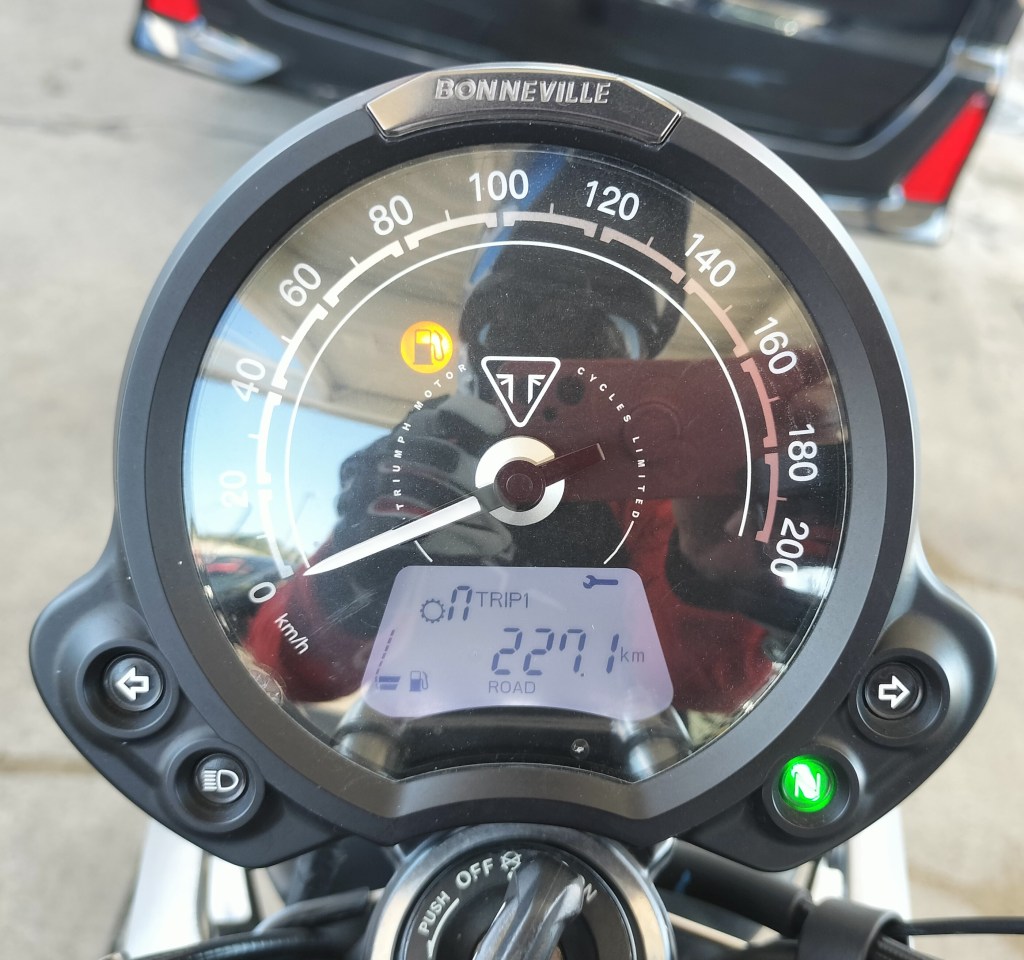 BONNEVILLE
0
20
40
60
80
100
120
140
160
180
200
km/h
TRIUMPH MOTOR
CYCLES LIMITED
TRIP1
227.1 km
ROAD
N
PUSH OFF